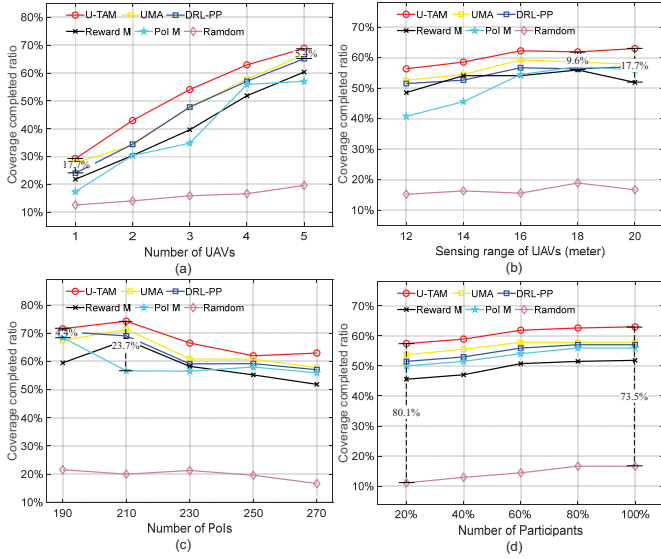 U-TAM UMA DRL-PP
Reward M Pol M Ramdom
Coverage completed ratio
80%
70%
60%
50%
40%
30%
20%
10%
17.7%
5.4%
1 2 3 4 5
Number of UAVs
(a)
U-TAM UMA DRL-PP
Reward M Pol M Ramdom
Coverage completed ratio
80%
70%
60%
50%
40%
30%
20%
10%
9.6%
17.7%
12 14 16 18 20
Sensing range of UAVs (meter)
(b)
U-TAM UMA DRL-PP
Reward M Pol M Ramdom
Coverage completed ratio
80%
70%
60%
50%
40%
30%
20%
10%
4.4%
23.7%
190 210 230 250 270
Number of PoIs
(c)
U-TAM UMA DRL-PP
Reward M Pol M Ramdom
Coverage completed ratio
70%
60%
50%
40%
30%
20%
10%
80.1%
73.5%
20% 40% 60% 80% 100%
Number of Participants
(d)